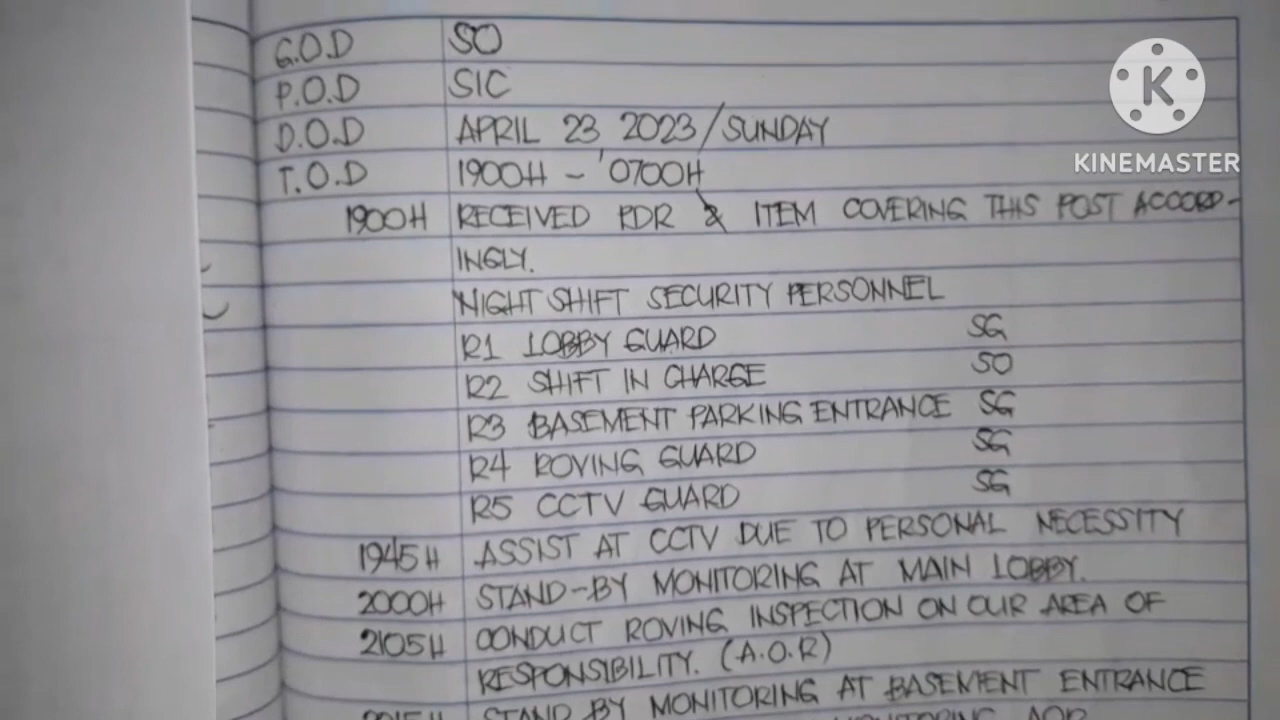 G.O.D SO
P.O.D SIC
D.O.D APRIL 23, 2023/SUNDAY
T.O.D 1900H - 0700H
1900H RECEIVED PDR & ITEM COVERING THIS POST ACCORD-
INGLY.
NIGHT SHIFT SECURITY PERSONNEL
R1 LOBBY GUARD SG
R2 SHIFT IN CHARGE SO
R3 BASEMENT PARKING ENTRANCE SG
R4 ROVING GUARD SG
R5 CCTV GUARD SG
1945H ASSIST AT CCTV DUE TO PERSONAL NECESSITY
2000H STAND-BY MONITORING AT MAIN LOBBY.
2105H CONDUCT ROVING INSPECTION ON OUR AREA OF
RESPONSIBILITY. (A.O.R)
STAND BY MONITORING AT BASEMENT ENTRANCE
MONITORING AOR
KINEMASTER